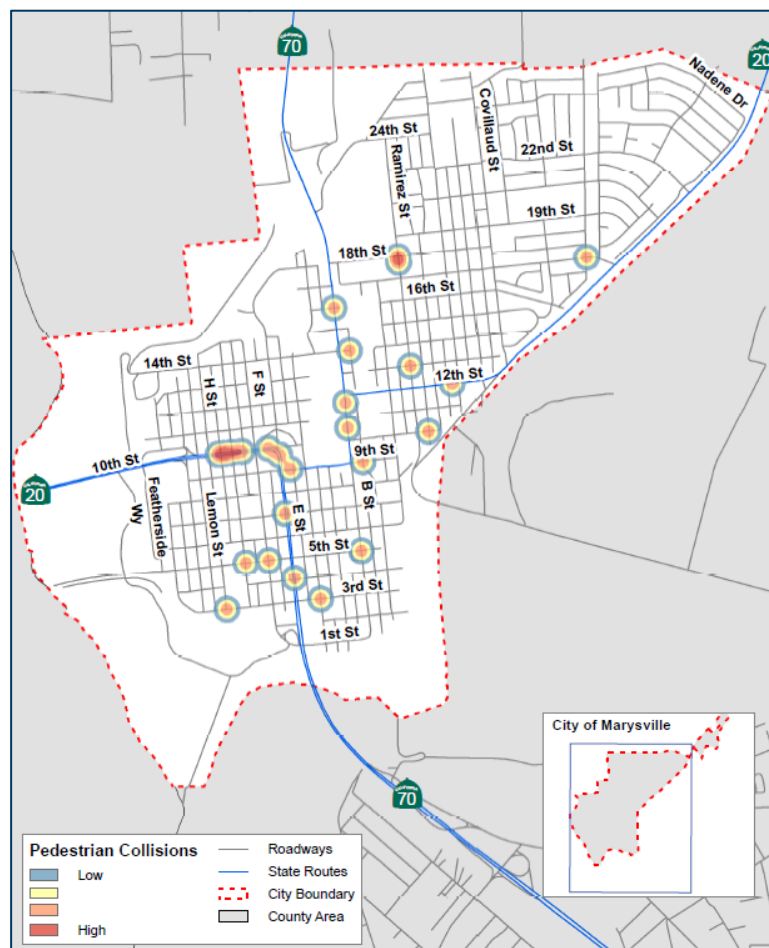 70
20
Nadene Dr
Covillaud St
24th St
Ramirez St
22nd St
19th St
18th St
16th St
14th St
12th St
H St
F St
9th St
10th St
20
B St
Featherside
Wy
Lemon St
E St
5th St
3rd St
1st St
City of Marysville
70
Pedestrian Collisions
Low
High
Roadways
State Routes
City Boundary
County Area